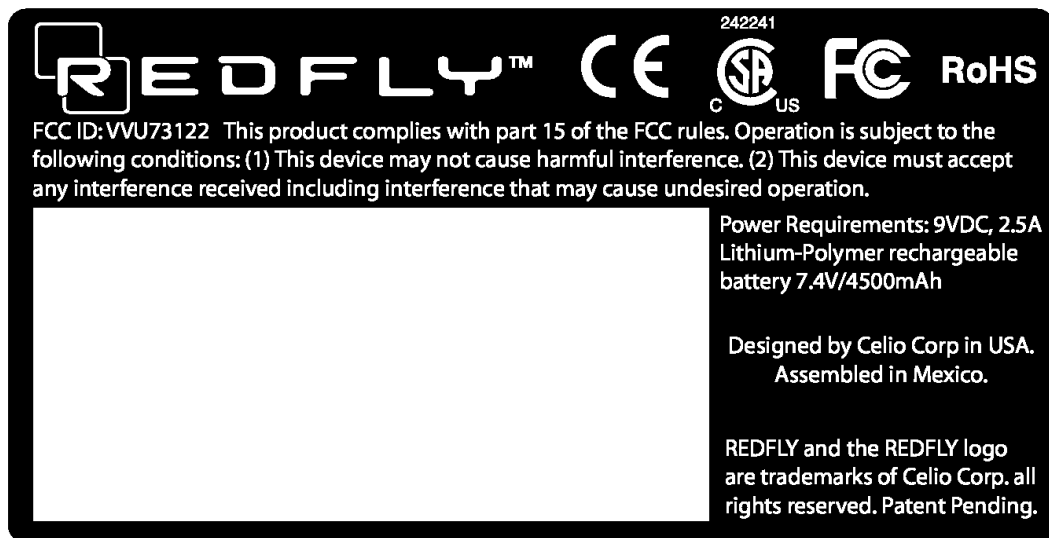 242241
REDFLY™ CE C SA US FC RoHS
FCC ID: VVU73122 This product complies with part 15 of the FCC rules. Operation is subject to the
following conditions: (1) This device may not cause harmful interference. (2) This device must accept
any interference received including interference that may cause undesired operation.
Power Requirements: 9VDC, 2.5A
Lithium-Polymer rechargeable
battery 7.4V/4500mAh
Designed by Celio Corp in USA.
Assembled in Mexico.
REDFLY and the REDFLY logo
are trademarks of Celio Corp. all
rights reserved. Patent Pending.